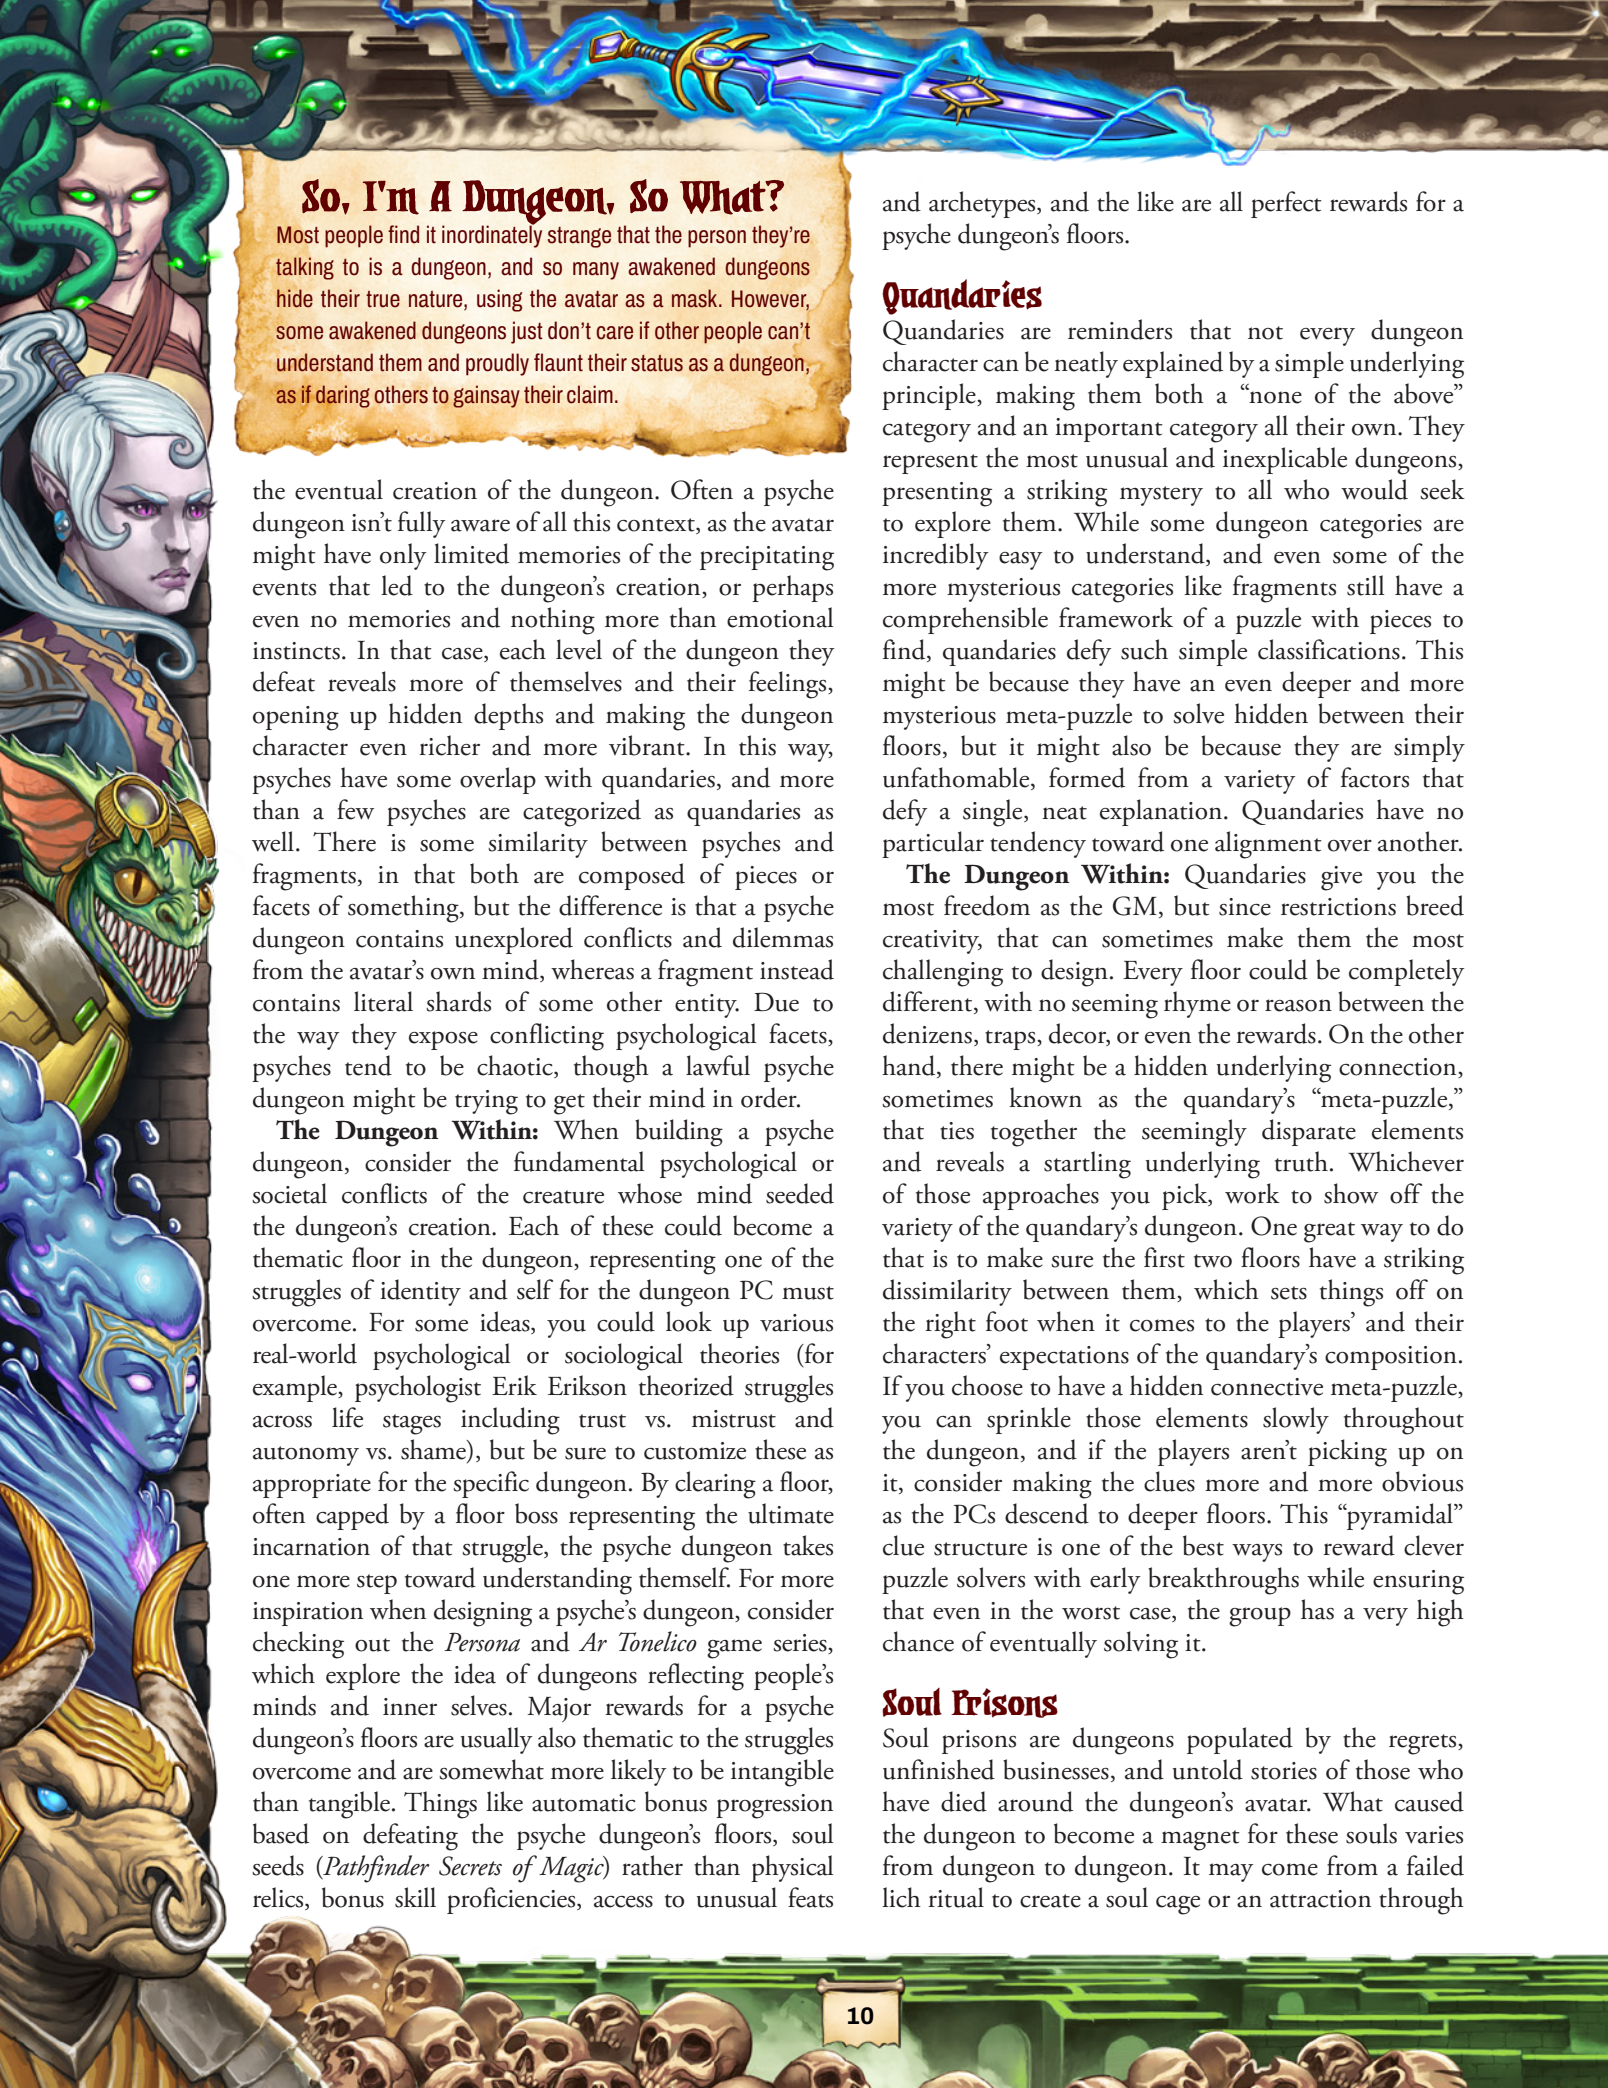 So, I'm A Dungeon, So What?
Most people find it inordinately strange that the person they're
talking to is a dungeon, and so many awakened dungeons
hide their true nature, using the avatar as a mask. However,
some awakened dungeons just don't care if other people can't
understand them and proudly flaunt their status as a dungeon,
as if daring others to gainsay their claim.
the eventual creation of the dungeon. Often a psyche
dungeon isn't fully aware of all this context, as the avatar
might have only limited memories of the precipitating
events that led to the dungeon's creation, or perhaps
even no memories and nothing more than emotional
instincts. In that case, each level of the dungeon they
defeat reveals more of themselves and their feelings,
opening up hidden depths and making the dungeon
character even richer and more vibrant. In this way,
psyches have some overlap with quandaries, and more
than a few psyches are categorized as quandaries as
well. There is some similarity between psyches and
fragments, in that both are composed of pieces or
facets of something, but the difference is that a psyche
dungeon contains unexplored conflicts and dilemmas
from the avatar's own mind, whereas a fragment instead
contains literal shards of some other entity. Due to
the way they expose conflicting psychological facets,
psyches tend to be chaotic, though a lawful psyche
dungeon might be trying to get their mind in order.
The Dungeon Within: When building a psyche
dungeon, consider the fundamental psychological or
societal conflicts of the creature whose mind seeded
the dungeon's creation. Each of these could become a
thematic floor in the dungeon, representing one of the
struggles of identity and self for the dungeon PC must
overcome. For some ideas, you could look up various
real-world psychological or sociological theories (for
example, psychologist Erik Erikson theorized struggles
across life stages including trust vs. mistrust and
autonomy vs. shame), but be sure to customize these as
appropriate for the specific dungeon. By clearing a floor,
often capped by a floor boss representing the ultimate
incarnation of that struggle, the psyche dungeon takes
one more step toward understanding themself. For more
inspiration when designing a psyche's dungeon, consider
checking out the Persona and Ar Tonelico game series,
which explore the idea of dungeons reflecting people's
minds and inner selves. Major rewards for a psyche
dungeon's floors are usually also thematic to the struggles
overcome and are somewhat more likely to be intangible
than tangible. Things like automatic bonus progression
based on defeating the psyche dungeon's floors, soul
seeds (Pathfinder Secrets of Magic) rather than physical
relics, bonus skill proficiencies, access to unusual feats
and archetypes, and the like are all perfect rewards for a
psyche dungeon's floors.
Quandaries
Quandaries are reminders that not every dungeon
character can be neatly explained by a simple underlying
principle, making them both a “none of the above”
category and an important category all their own. They
represent the most unusual and inexplicable dungeons,
presenting a striking mystery to all who would seek
to explore them. While some dungeon categories are
incredibly easy to understand, and even some of the
more mysterious categories like fragments still have a
comprehensible framework of a puzzle with pieces to
find, quandaries defy such simple classifications. This
might be because they have an even deeper and more
mysterious meta-puzzle to solve hidden between their
floors, but it might also be because they are simply
unfathomable, formed from a variety of factors that
defy a single, neat explanation. Quandaries have no
particular tendency toward one alignment over another.
The Dungeon Within: Quandaries give you the
most freedom as the GM, but since restrictions breed
creativity, that can sometimes make them the most
challenging to design. Every floor could be completely
different, with no seeming rhyme or reason between the
denizens, traps, decor, or even the rewards. On the other
hand, there might be a hidden underlying connection,
sometimes known as the quandary's “meta-puzzle,”
that ties together the seemingly disparate elements
and reveals a startling underlying truth. Whichever
of those approaches you pick, work to show off the
variety of the quandary's dungeon. One great way to do
that is to make sure the first two floors have a striking
dissimilarity between them, which sets things off on
the right foot when it comes to the players' and their
characters' expectations of the quandary's composition.
If you choose to have a hidden connective meta-puzzle,
you can sprinkle those elements slowly throughout
the dungeon, and if the players aren't picking up on
it, consider making the clues more and more obvious
as the PCs descend to deeper floors. This “pyramidal”
clue structure is one of the best ways to reward clever
puzzle solvers with early breakthroughs while ensuring
that even in the worst case, the group has a very high
chance of eventually solving it.
Soul Prisons
Soul prisons are dungeons populated by the regrets,
unfinished businesses, and untold stories of those who
have died around the dungeon's avatar. What caused
the dungeon to become a magnet for these souls varies
from dungeon to dungeon. It may come from a failed
lich ritual to create a soul cage or an attraction through
10